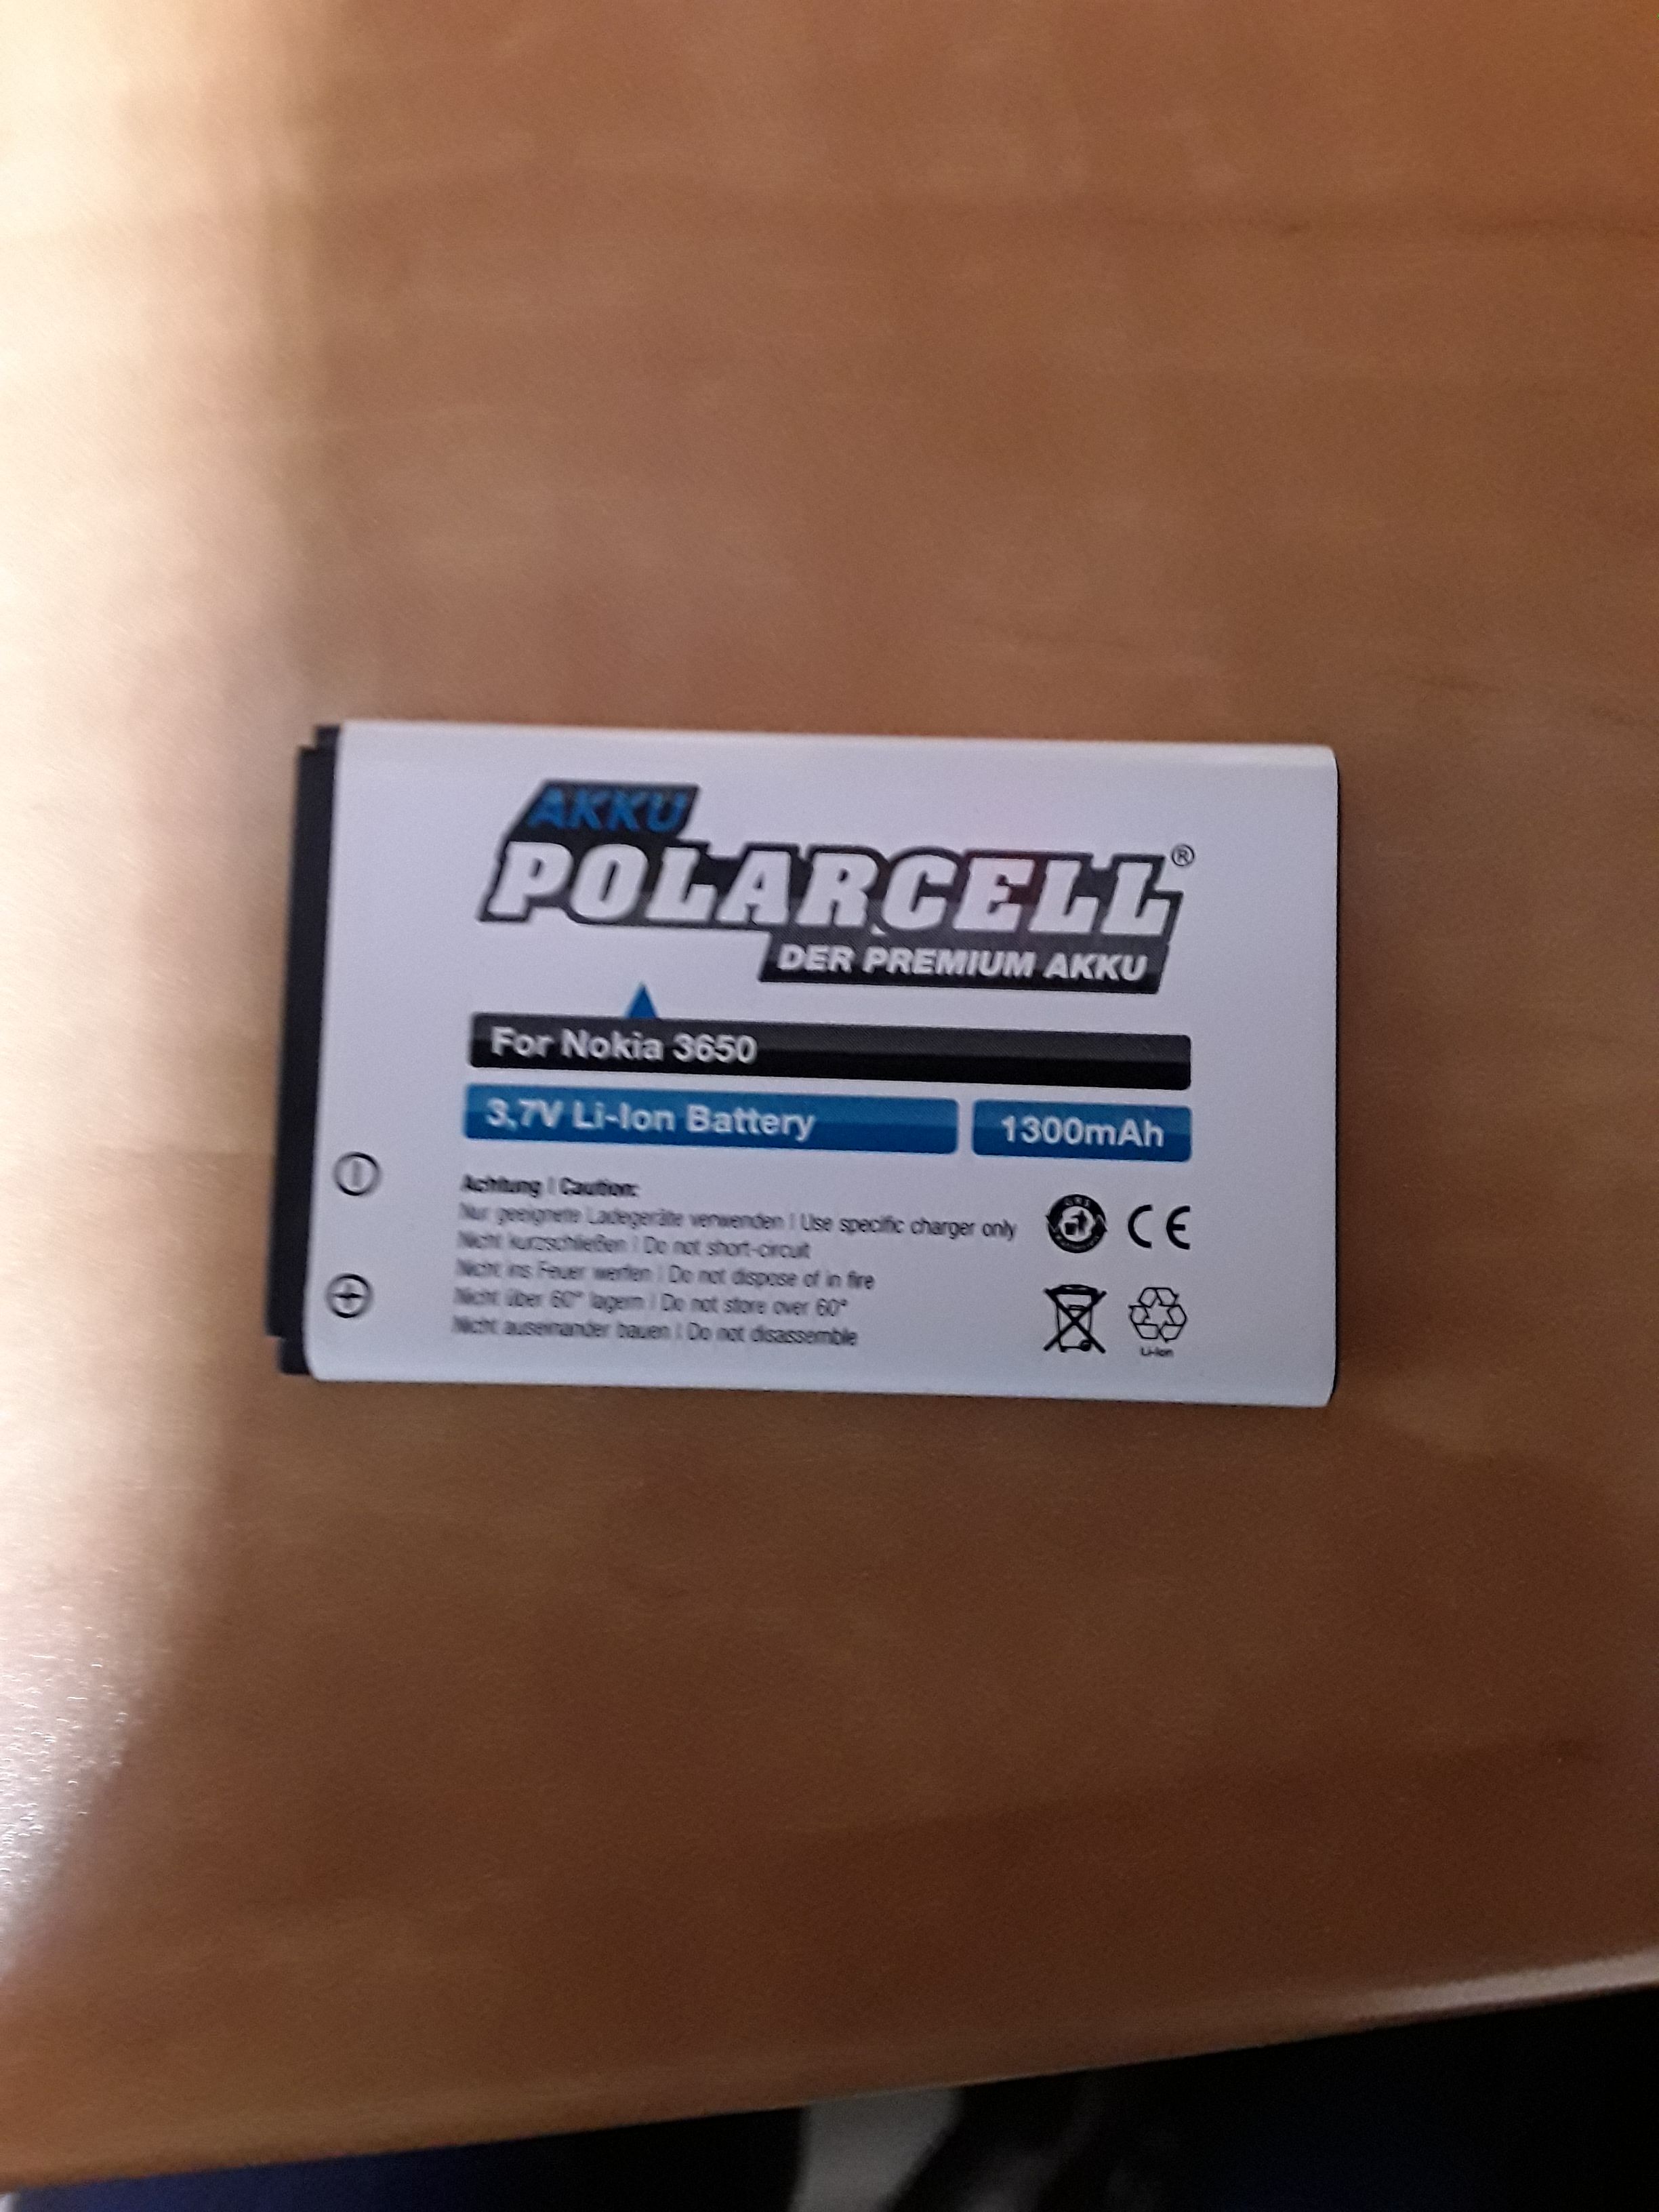 AKKU
POLARCELL®
DER PREMIUM AKKU
For Nokia 3650
3,7V Li-Ion Battery 1300mAh
Achtung | Caution:
Nur geeignete Ladegeräte verwenden | Use specific charger only
Nicht kurzschließen | Do not short-circuit
Nicht ins Feuer werfen | Do not dispose of in fire
Nicht über 60° lagern | Do not store over 60°
Nicht auseinander bauen | Do not disassemble
CE
Li-Ion